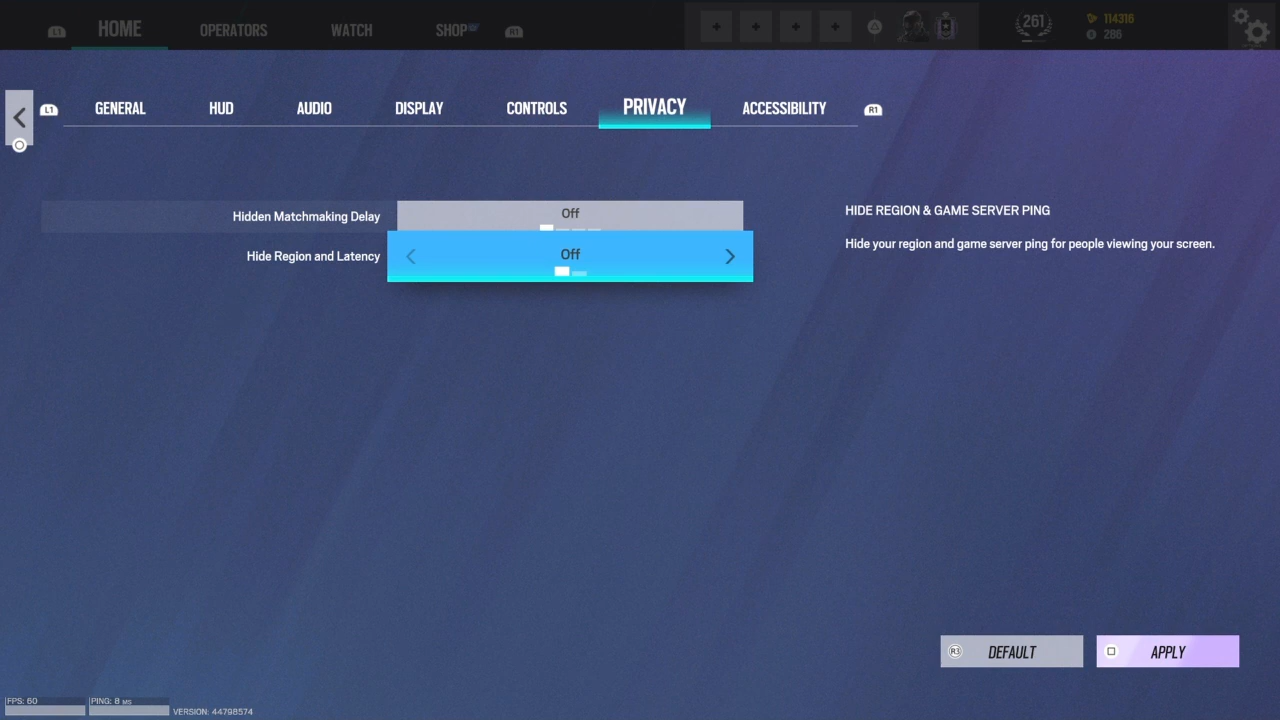 L1 HOME OPERATORS WATCH SHOP R1 261 114316
286
L1 GENERAL HUD AUDIO DISPLAY CONTROLS PRIVACY ACCESSIBILITY R1
Hidden Matchmaking Delay Off
HIDE REGION & GAME SERVER PING
Hide your region and game server ping for people viewing your screen.
Hide Region and Latency Off
R3 DEFAULT APPLY
FPS: 60 PING: 8 MS VERSION: 44798574